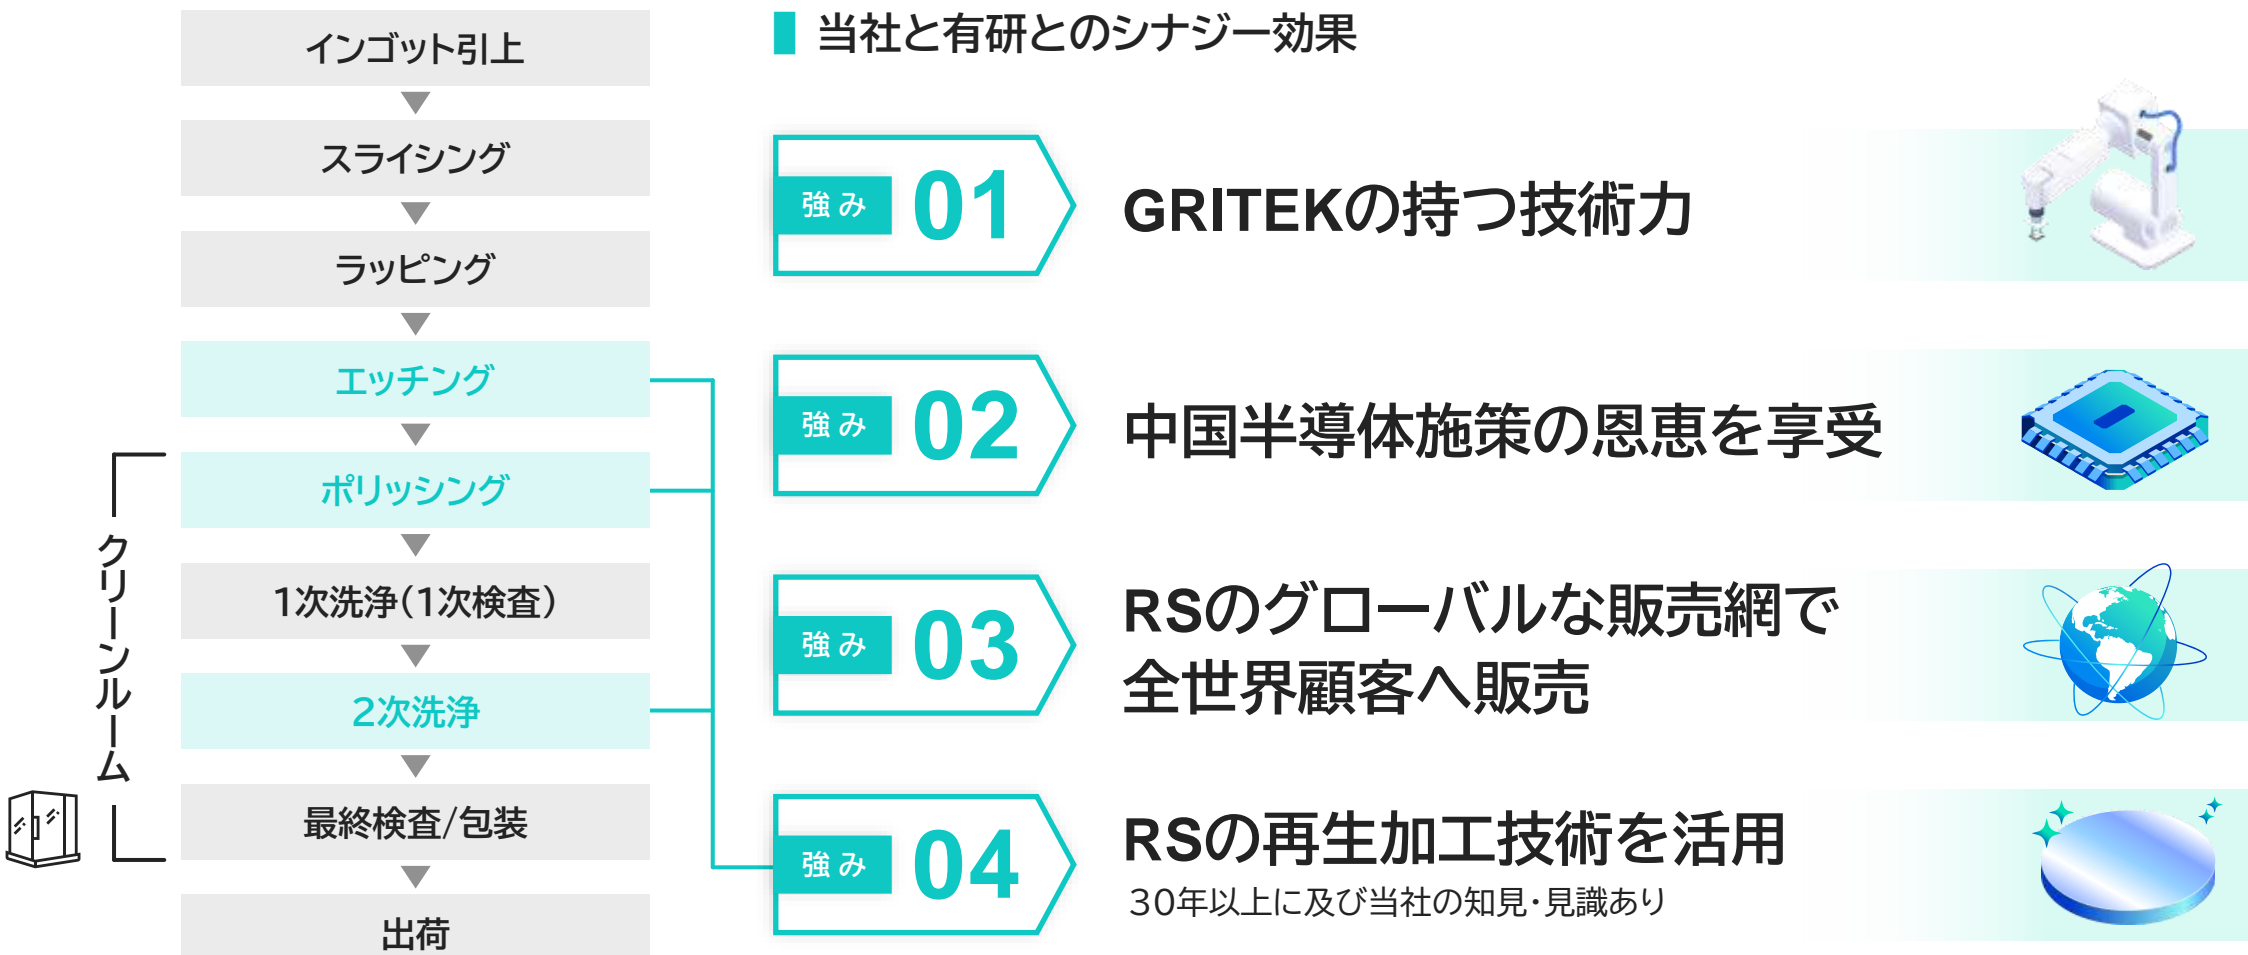 インゴット引上
スライシング
ラッピング
エッチング
ポリッシング
1次洗浄(1次検査)
2次洗浄
最終検査/包装
出荷
クリーンルーム
当社と有研とのシナジー効果
強み 01
GRITEKの持つ技術力
強み 02
中国半導体施策の恩恵を享受
強み 03
RSのグローバルな販売網で
全世界顧客へ販売
強み 04
RSの再生加工技術を活用
30年以上に及び当社の知見・見識あり